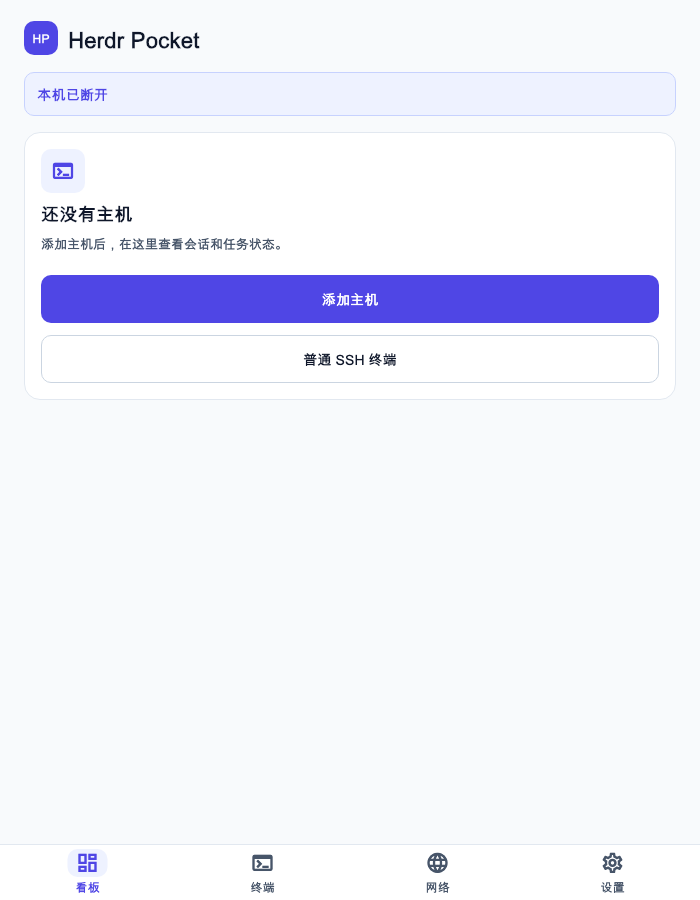 HP
Herdr Pocket
本机已断开
还没有主机
添加主机后，在这里查看会话和任务状态。
添加主机
普通 SSH 终端
看板
终端
网络
设置